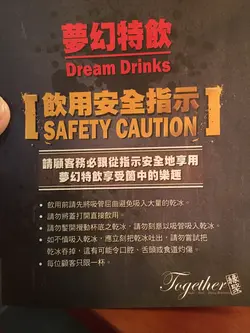 夢幻特飲
Dream Drinks
【飲用安全指示】
SAFETY CAUTION
請顧客務必跟從指示安全地享用
夢幻特飲享受箇中的樂趣
• 飲用前請先將吸管屈曲避免吸入大量的乾冰。
• 請勿將蓋打開直接飲用。
• 請勿蓄開攪動杯底之乾冰，請勿刻意以吸管吸入乾冰。
• 如不慎吸入乾冰，應立刻把乾冰吐出，請勿嘗試把
乾冰吞掉，這有可能令口腔、舌頭或食道灼傷。
• 每位顧客只限一杯。
Together